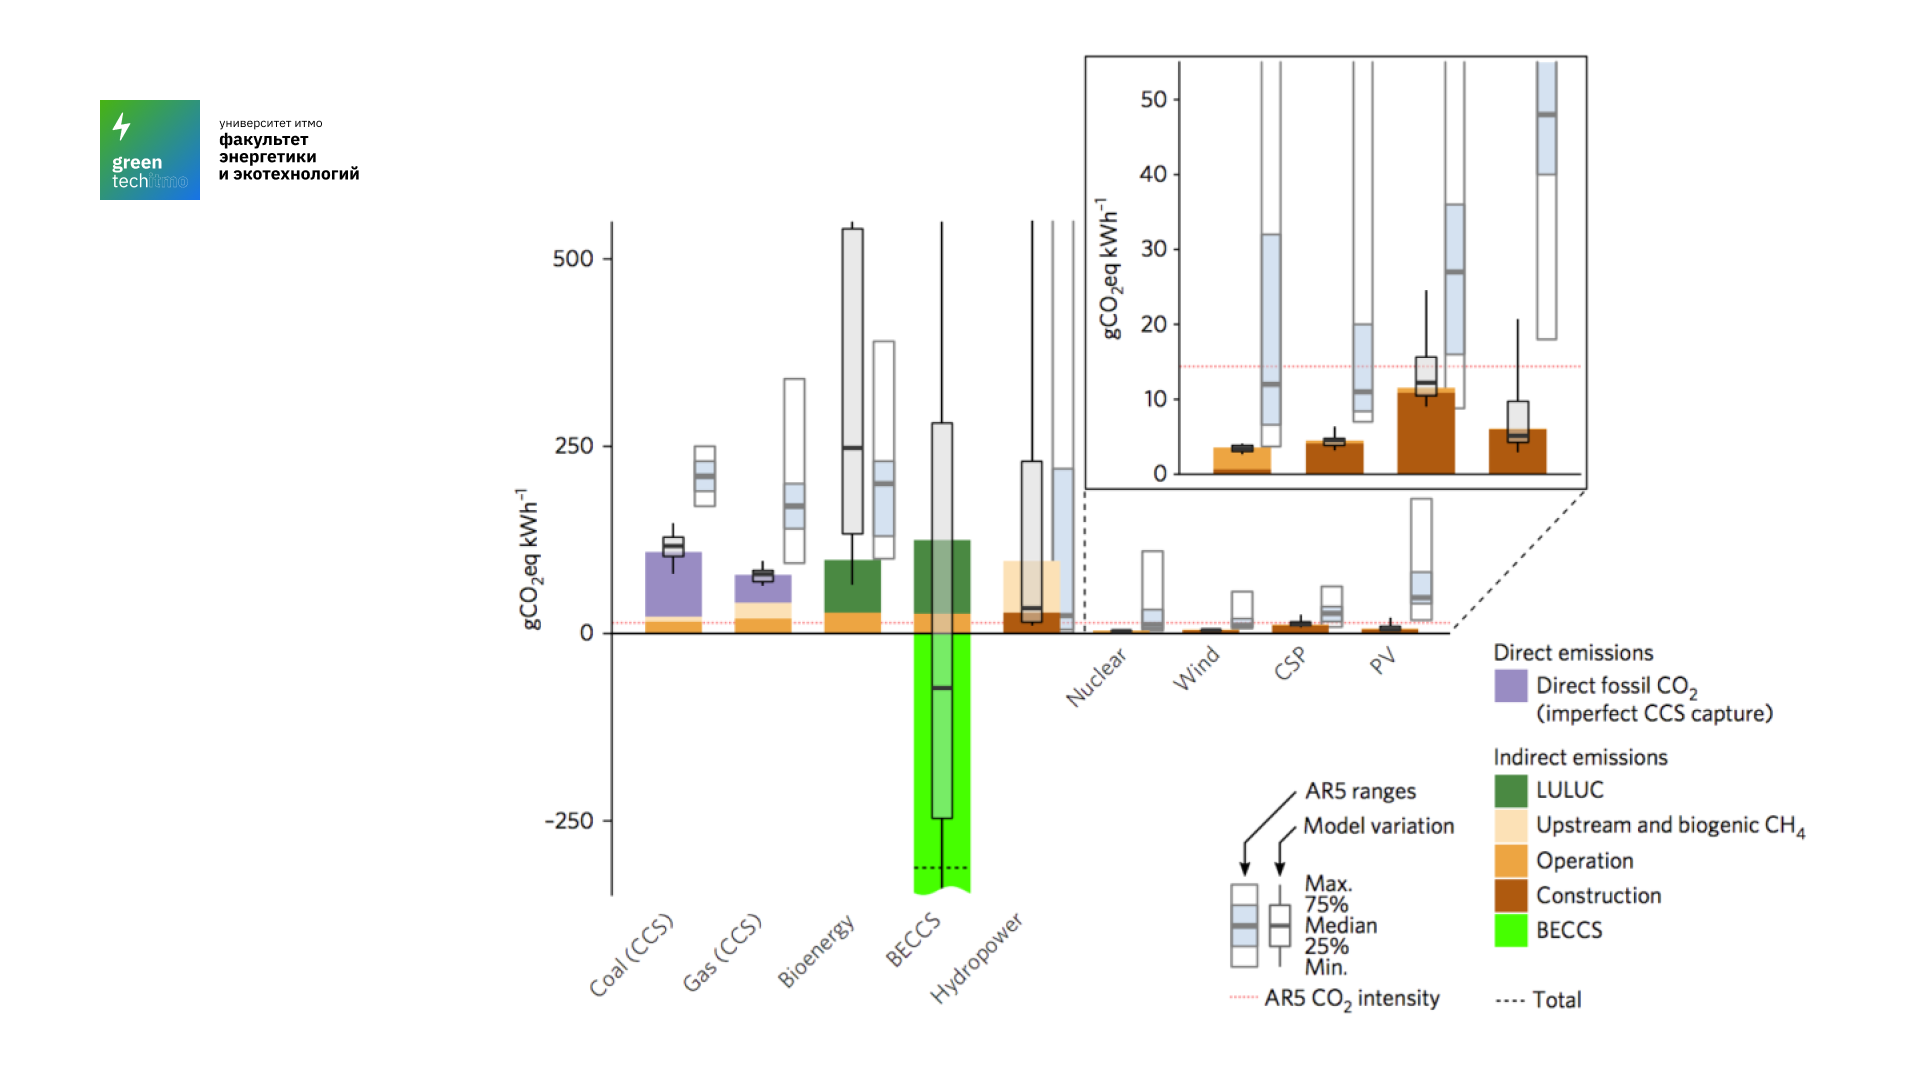 green
techitmo
университет итмо
факультет
энергетики
и экотехнологий
gCO₂eq kWh⁻¹
50
40
30
20
10
0
gCO₂eq kWh⁻¹
500
250
0
-250
Coal (CCS)
Gas (CCS)
Bioenergy
BECCS
Hydropower
Nuclear
Wind
CSP
PV
AR5 ranges
Model variation
Max.
75%
Median
25%
Min.
AR5 CO₂ intensity
Direct emissions
Direct fossil CO₂
(imperfect CCS capture)
Indirect emissions
LULUC
Upstream and biogenic CH₄
Operation
Construction
BECCS
Total